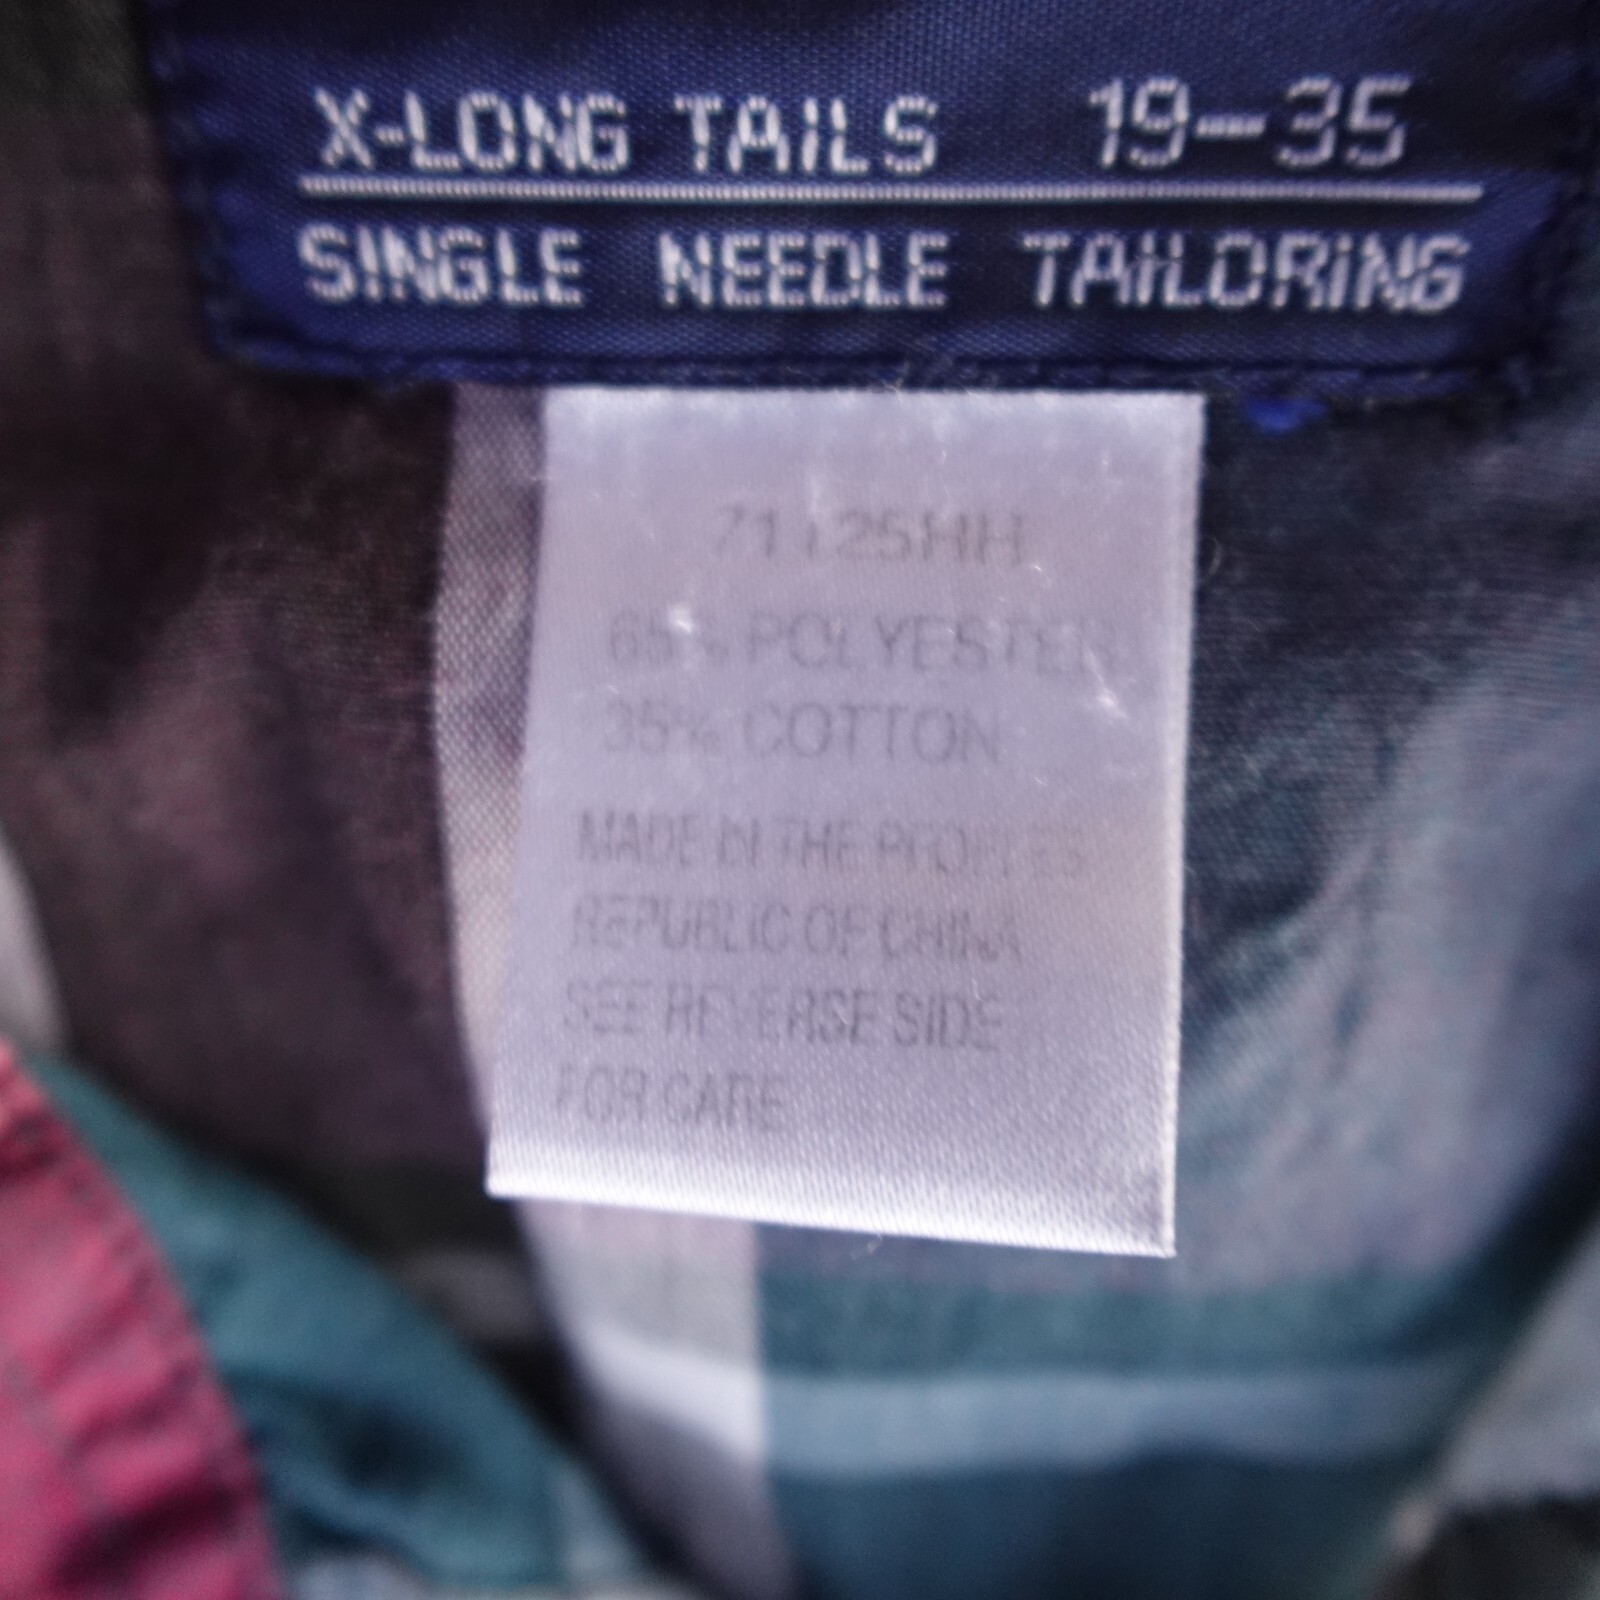 X-LONG TAILS 19-35
SINGLE NEEDLE TAILORING
71125HH
65% POLYESTER
35% COTTON
MADE IN THE PEOPLES
REPUBLIC OF CHINA
SEE REVERSE SIDE
FOR CARE